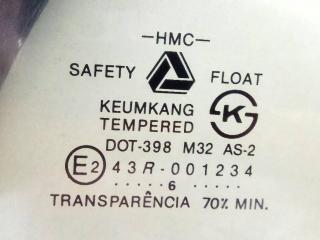 —HMC—
SAFETY FLOAT
KEUMKANG K
TEMPERED
DOT-398 M32 AS-2
E2 43R-001234
.....6.....
TRANSPARÊNCIA 70% MIN.